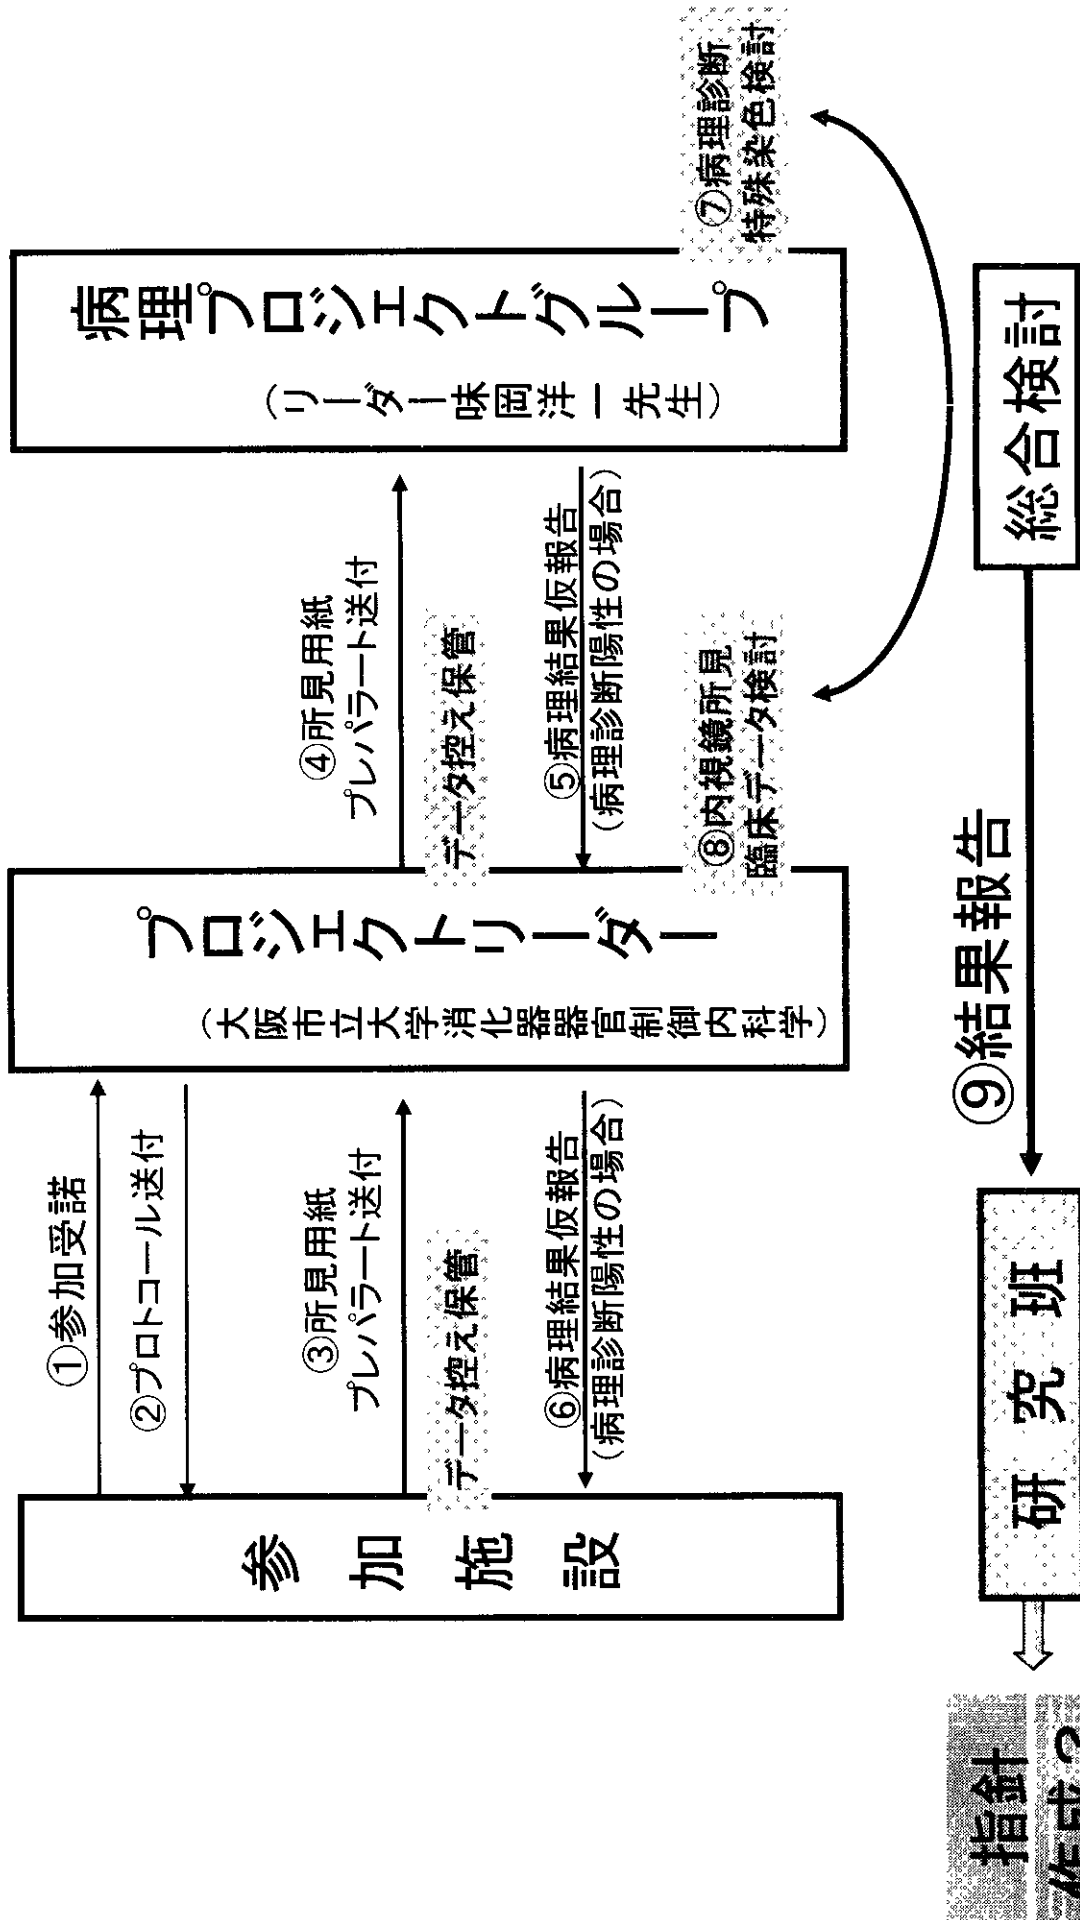 参加施設
①参加受諾
②プロトコール送付
③所見用紙
プレパラート送付
データ控え保管
⑥病理結果仮報告
(病理診断陽性の場合)
プロジェクトリーダー
(大阪市立大学消化器器官制御内科学)
④所見用紙
プレパラート送付
データ控え保管
⑤病理結果仮報告
(病理診断陽性の場合)
⑧内視鏡所見
臨床データ検討
病理プロジェクトグループ
(リーダー味岡洋一先生)
⑦病理診断
特殊染色検討
総合検討
⑨結果報告
研究班
指針
作成?